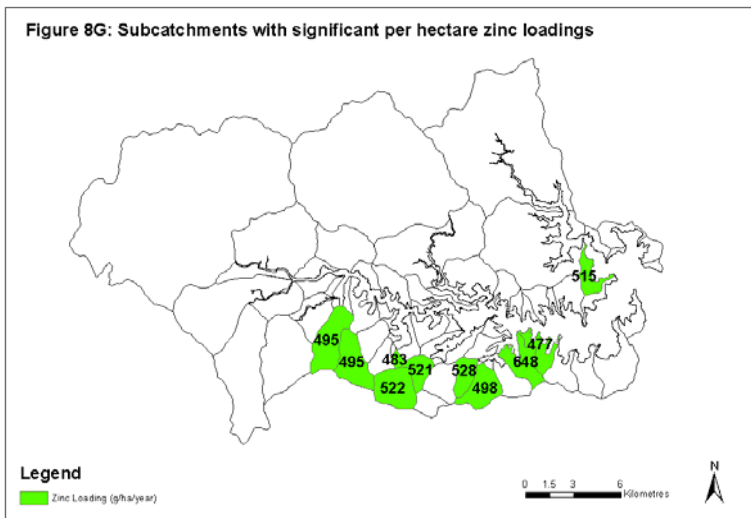 Figure 8G: Subcatchments with significant per hectare zinc loadings
515
495
495
483
521
522
528
498
477
648
Legend
Zinc Loading (g/ha/year)
N
0 1.5 3 6
Kilometres